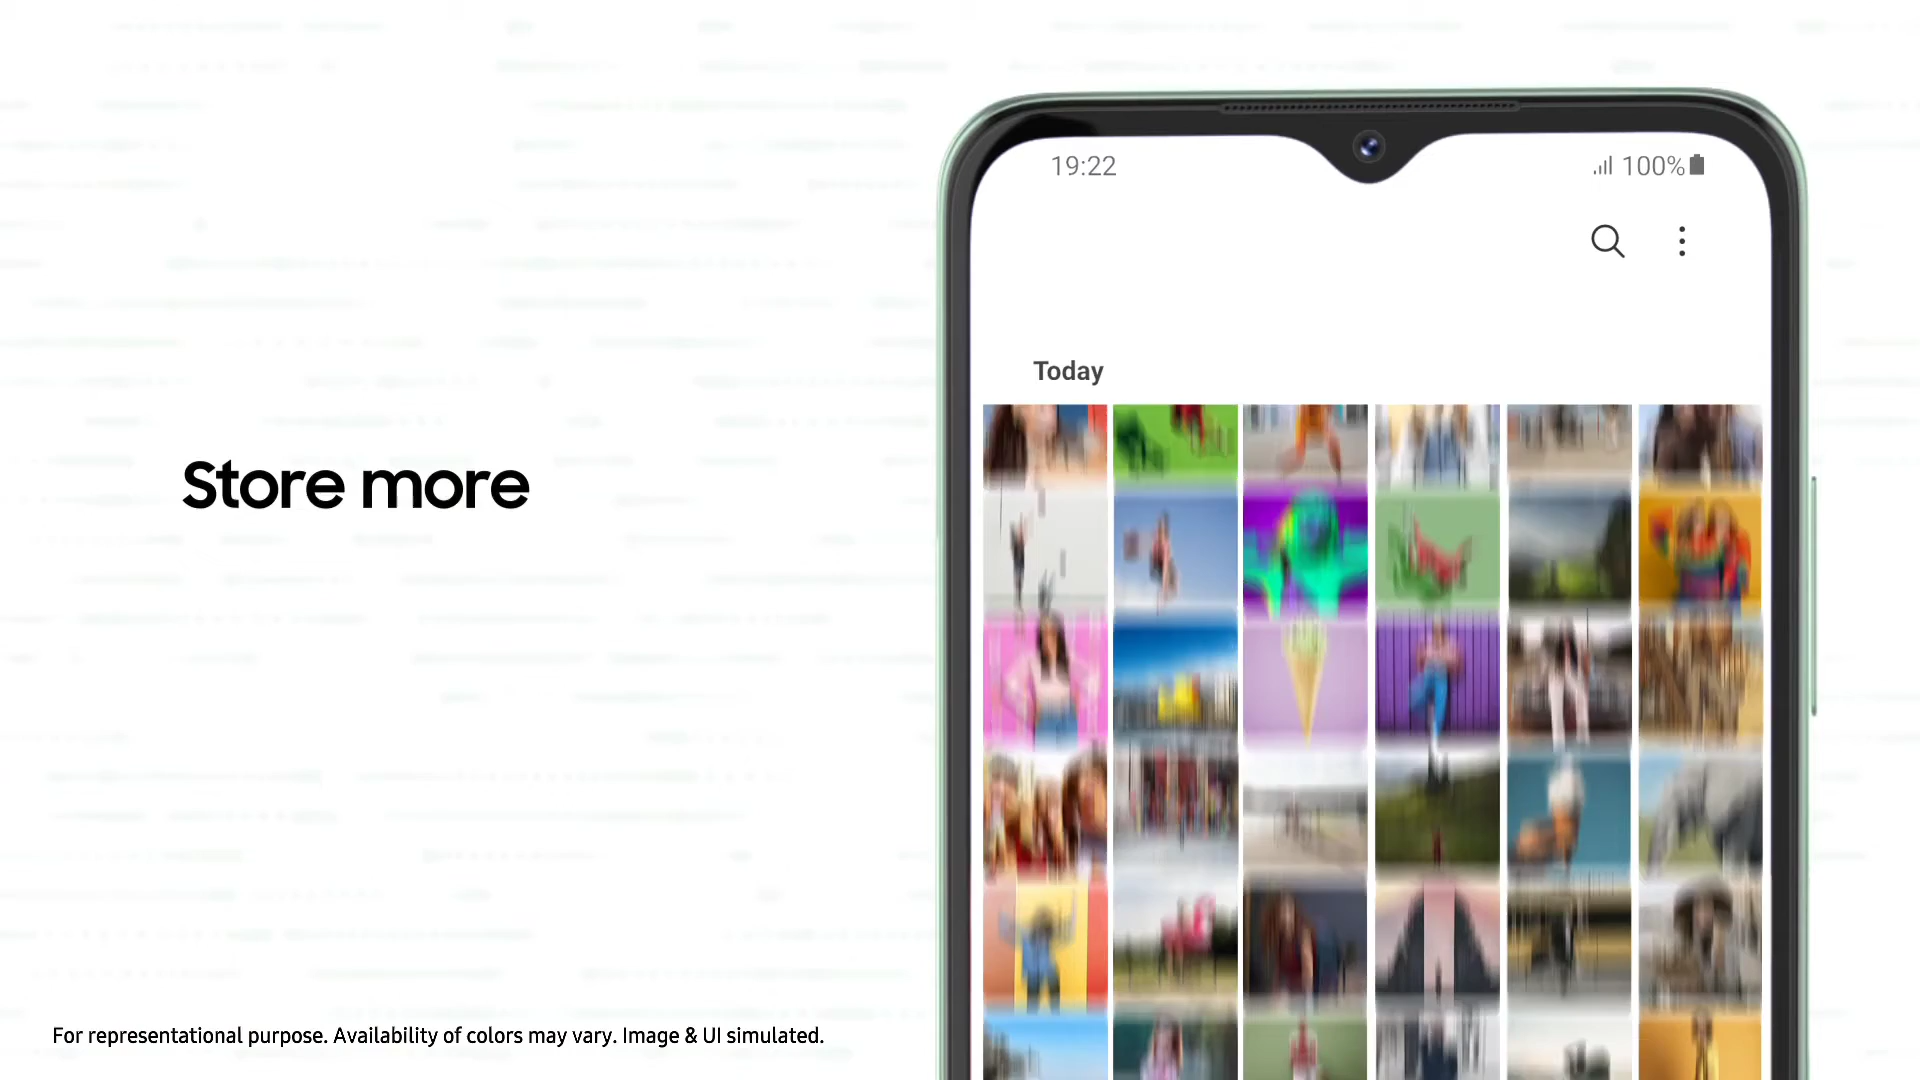 19:22
100%
Today
Store more
For representational purpose. Availability of colors may vary. Image & UI simulated.